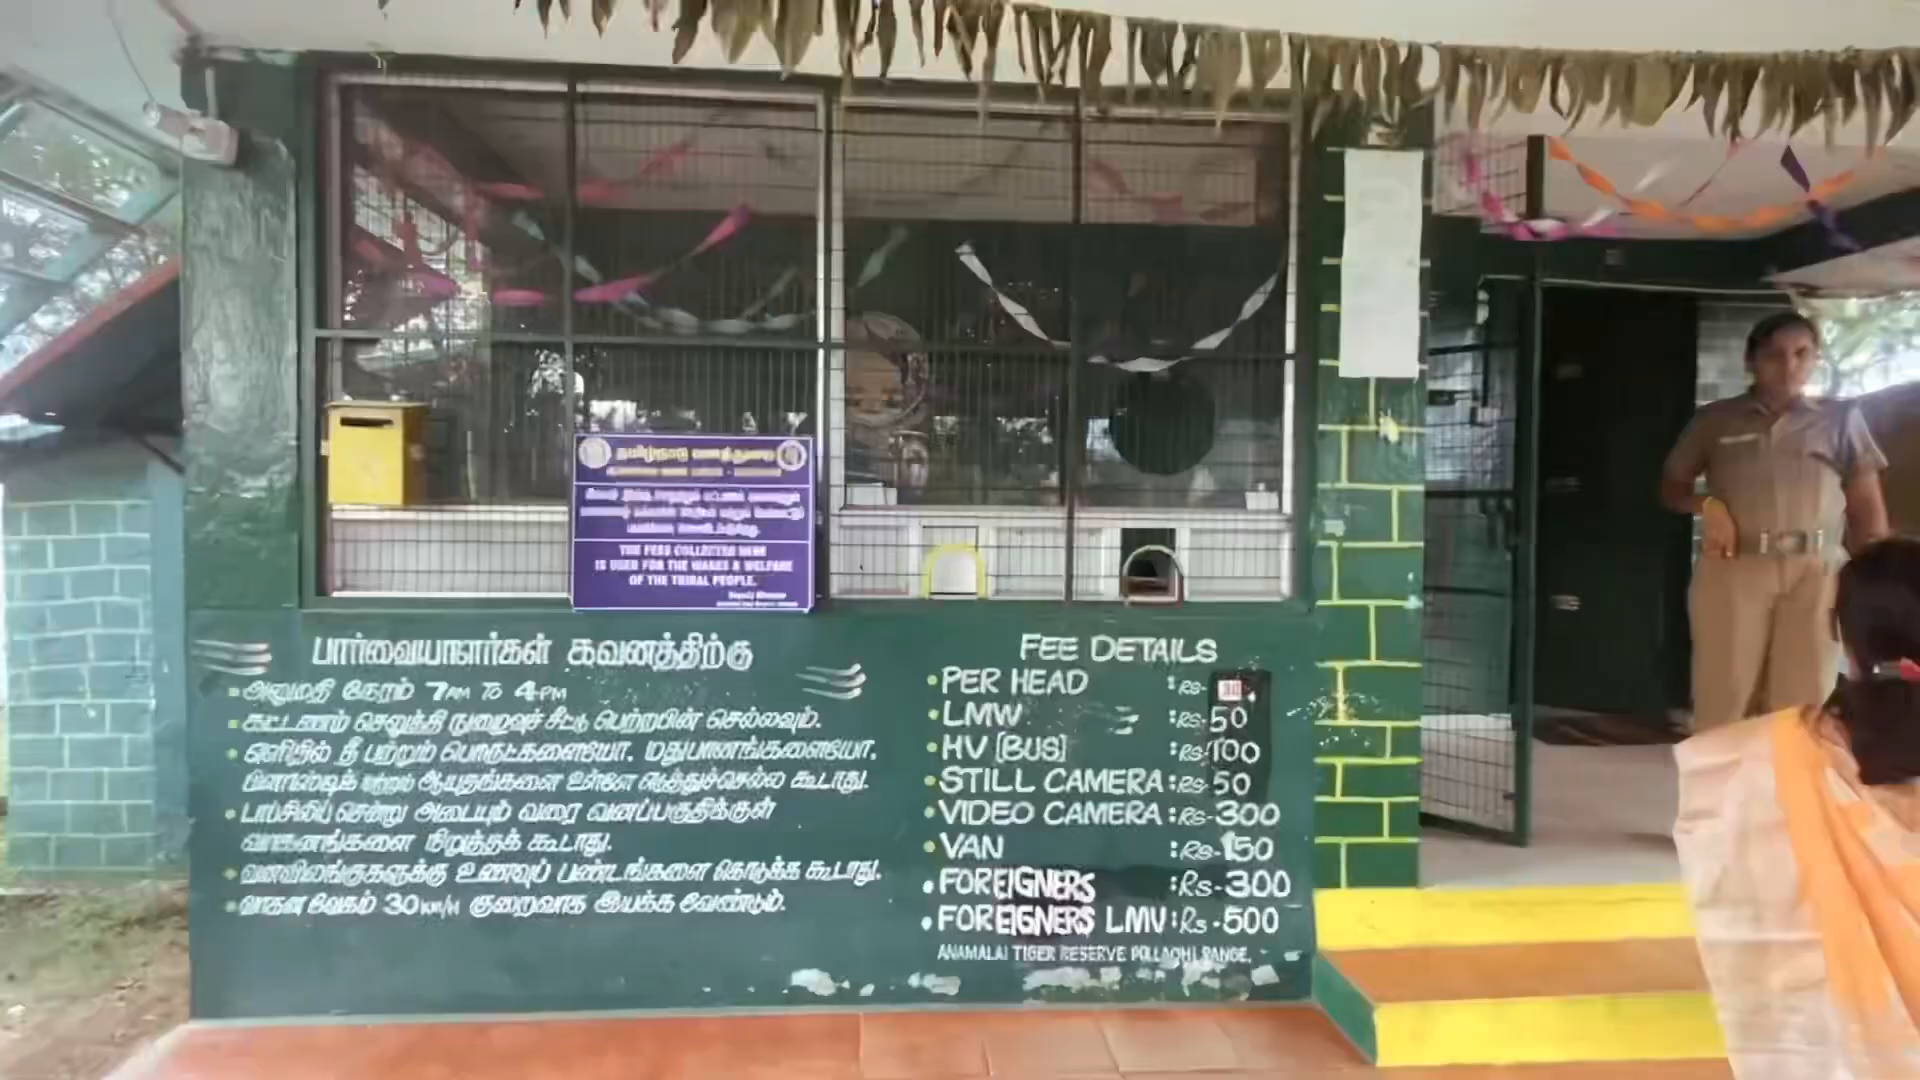 தமிழ்நாடு வனத்துறை
THE FEES COLLECTED HERE
IS USED FOR THE WAGES & WELFARE
OF THE TRIBAL PEOPLE.
பார்வையாளர்கள் கவனத்திற்கு
அனுமதி நேரம் 7AM TO 4PM
கட்டணம் செலுத்தி நுழைவுச் சீட்டு பெற்றபின் செல்லவும்.
எளிதில் தீ பற்றும் பொருட்களையோ, மதுபானங்களையோ,
பிளாஸ்டிக் மற்றும் ஆயுதங்களை உள்ளே எடுத்துச்செல்ல கூடாது.
டாப்சிலிப் சென்று அடையும் வரை வனப்பகுதிக்குள்
வாகனங்களை நிறுத்தக் கூடாது.
வனவிலங்குகளுக்கு உணவுப் பண்டங்களை கொடுக்க கூடாது.
வாகன வேகம் 30 KM/H குறைவாக இயக்க வேண்டும்.
FEE DETAILS
PER HEAD : RS- 30
LMW : RS- 50
HV (BUS) : RS- 100
STILL CAMERA : RS- 50
VIDEO CAMERA : RS- 300
VAN : RS- 150
FOREIGNERS : RS- 300
FOREIGNERS LMV : RS- 500
ANAMALAI TIGER RESERVE POLLACHI RANGE.